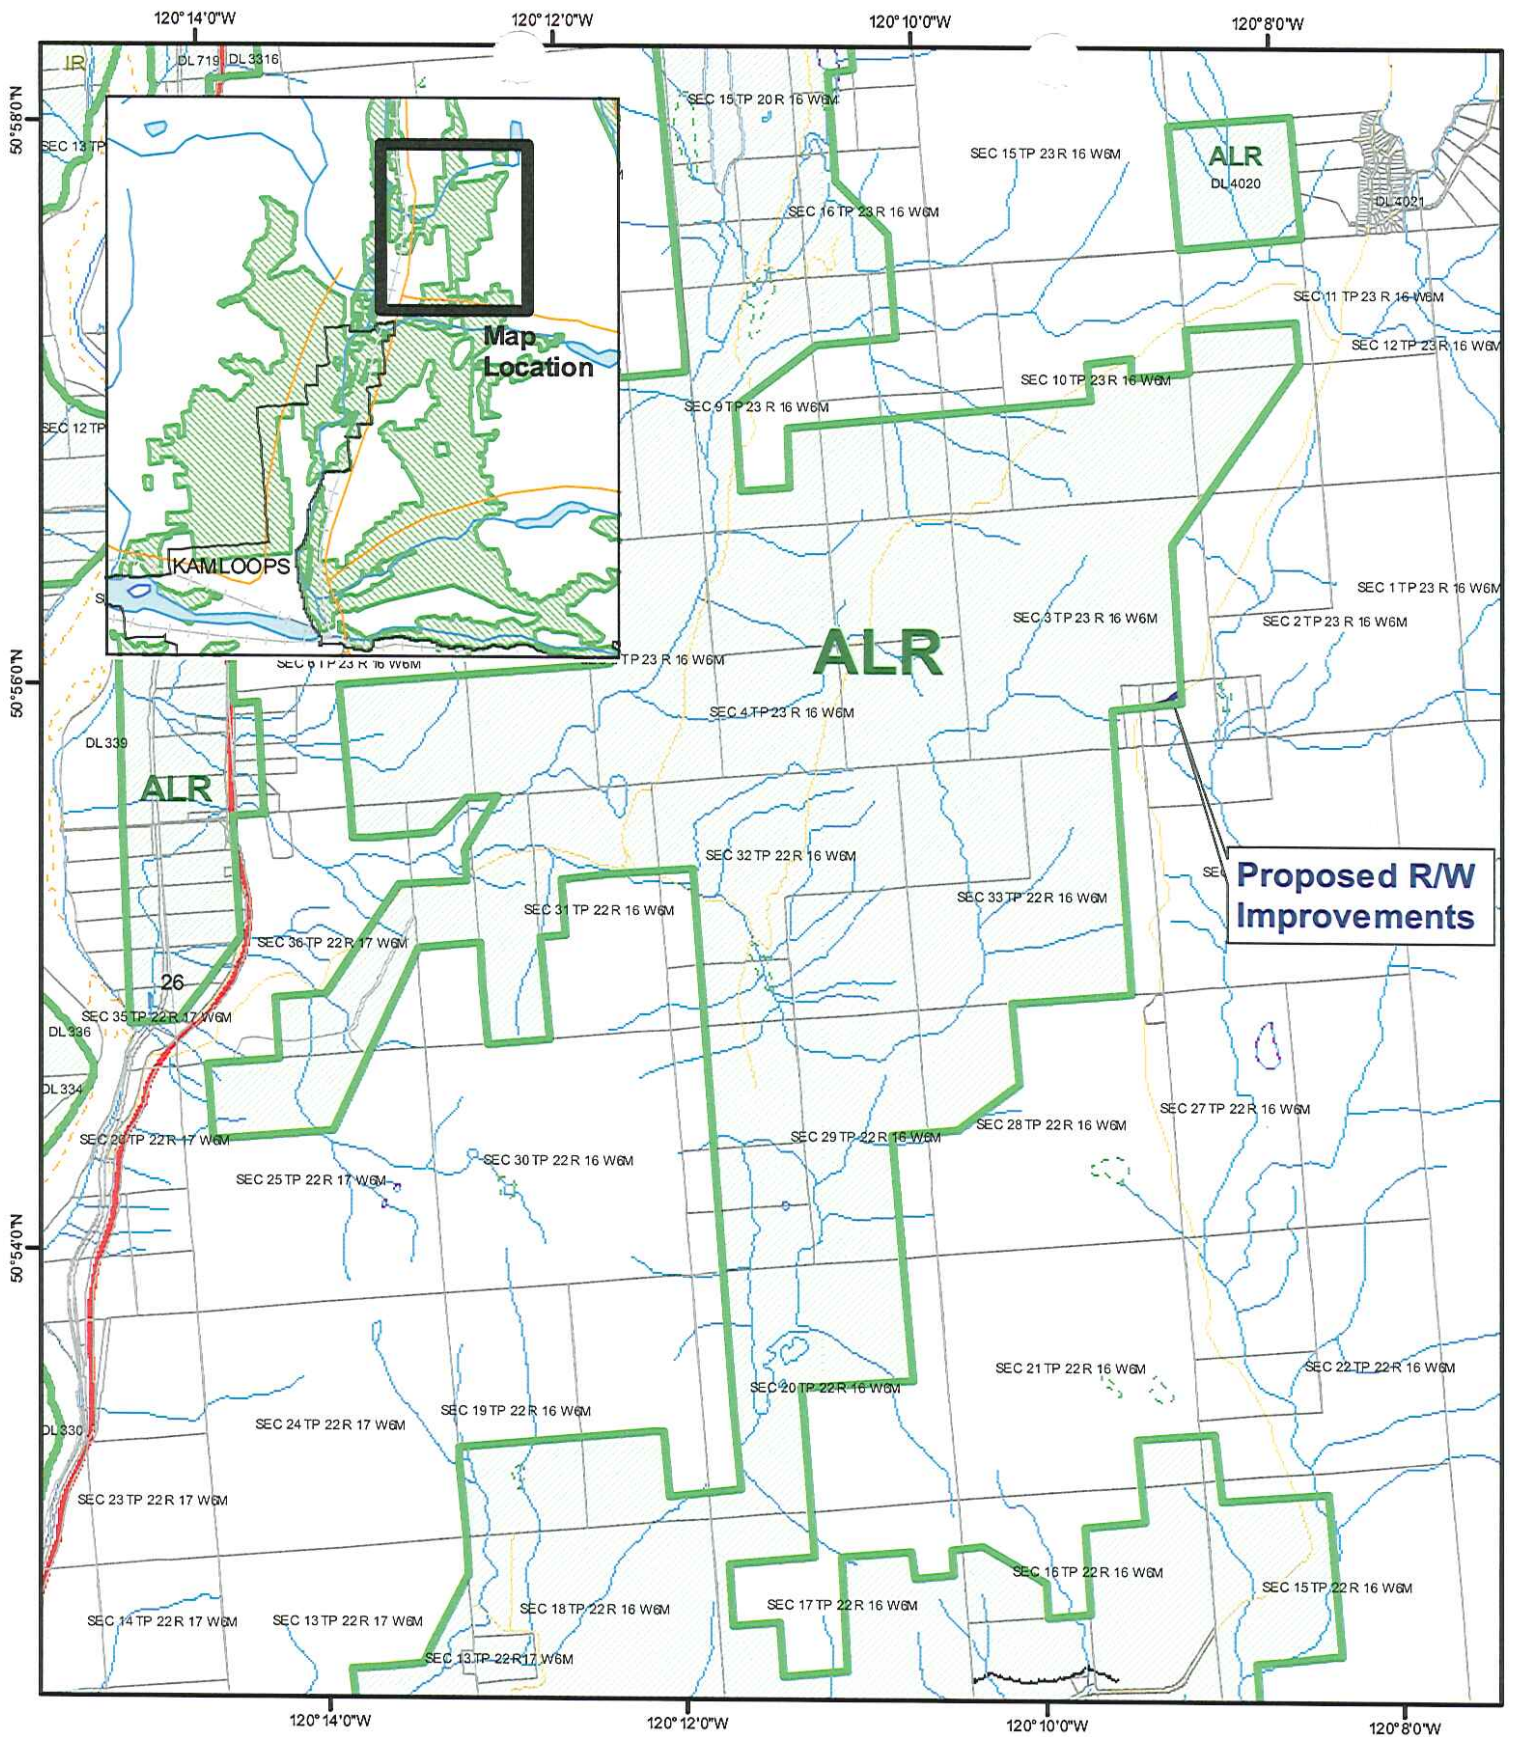 120°14'0"W
120°12'0"W
120°10'0"W
120°8'0"W
50°58'0"N
50°56'0"N
50°54'0"N
IR
DL 719
DL 3316
SEC 13 TP
SEC 15 TP 20 R 16 W6M
SEC 15 TP 23 R 16 W6M
ALR
DL 4020
DL 4021
SEC 16 TP 23 R 16 W6M
SEC 11 TP 23 R 16 W6M
SEC 12 TP 23 R 16 W6M
Map
Location
SEC 10 TP 23 R 16 W6M
SEC 9 TP 23 R 16 W6M
SEC 12 TP
KAMLOOPS
SEC 1 TP 23 R 16 W6M
SEC 3 TP 23 R 16 W6M
SEC 2 TP 23 R 16 W6M
ALR
SEC 6 TP 23 R 16 W6M
TP 23 R 16 W6M
SEC 4 TP 23 R 16 W6M
DL 339
ALR
SEC 32 TP 22 R 16 W6M
Proposed R/W
Improvements
SEC 33 TP 22 R 16 W6M
SEC 31 TP 22 R 16 W6M
SEC 36 TP 22 R 17 W6M
26
SEC 35 TP 22 R 17 W6M
DL 336
DL 334
SEC 27 TP 22 R 16 W6M
SEC 28 TP 22 R 16 W6M
SEC 29 TP 22 R 16 W6M
SEC 26 TP 22 R 17 W6M
SEC 30 TP 22 R 16 W6M
SEC 25 TP 22 R 17 W6M
SEC 21 TP 22 R 16 W6M
SEC 22 TP 22 R 16 W6M
SEC 20 TP 22 R 16 W6M
SEC 19 TP 22 R 16 W6M
SEC 24 TP 22 R 17 W6M
DL 330
SEC 23 TP 22 R 17 W6M
SEC 16 TP 22 R 16 W6M
SEC 15 TP 22 R 16 W6M
SEC 17 TP 22 R 16 W6M
SEC 18 TP 22 R 16 W6M
SEC 14 TP 22 R 17 W6M
SEC 13 TP 22 R 17 W6M
SEC 13 TP 22 R 17 W6M
120°14'0"W
120°12'0"W
120°10'0"W
120°8'0"W